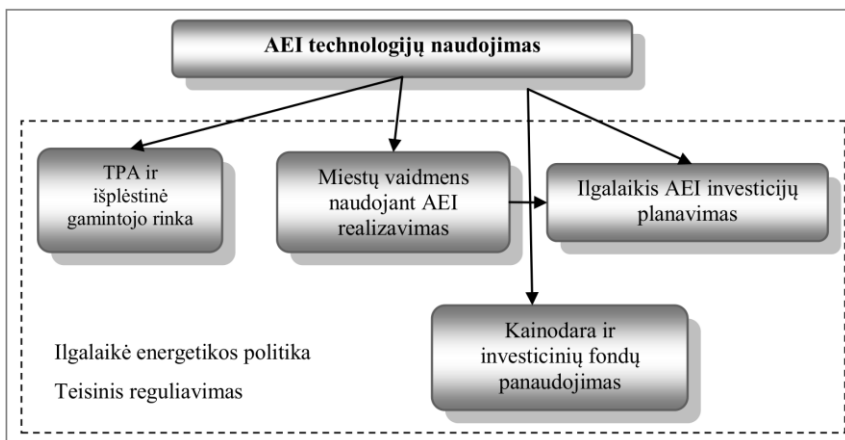 AEI technologijų naudojimas
TPA ir
išplėstinė
gamintojo rinka
Miestų vaidmens
naudojant AEI
realizavimas
Ilgalaikis AEI investicijų
planavimas
Kainodara ir
investicinių fondų
panaudojimas
Ilgalaikė energetikos politika
Teisinis reguliavimas